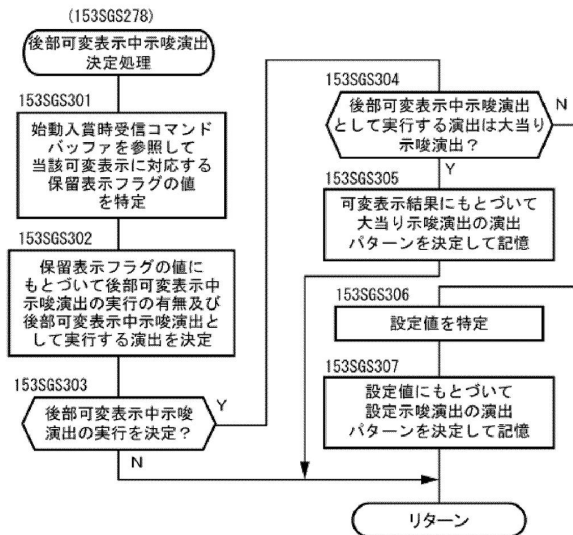 (153SGS278)
後部可変表示中示唆演出
決定処理
153SGS301
始動入賞時受信コマンド
バッファを参照して
当該可変表示に対応する
保留表示フラグの値
を特定
153SGS302
保留表示フラグの値に
もとづいて後部可変表示中
示唆演出の実行の有無及び
後部可変表示中示唆演出と
して実行する演出を決定
153SGS303
後部可変表示中示唆
演出の実行を決定?
Y
N
153SGS304
後部可変表示中示唆演出
として実行する演出は大当り
示唆演出?
N
Y
153SGS305
可変表示結果にもとづいて
大当り示唆演出の演出
パターンを決定して記憶
153SGS306
設定値を特定
153SGS307
設定値にもとづいて
設定示唆演出の演出
パターンを決定して記憶
リターン